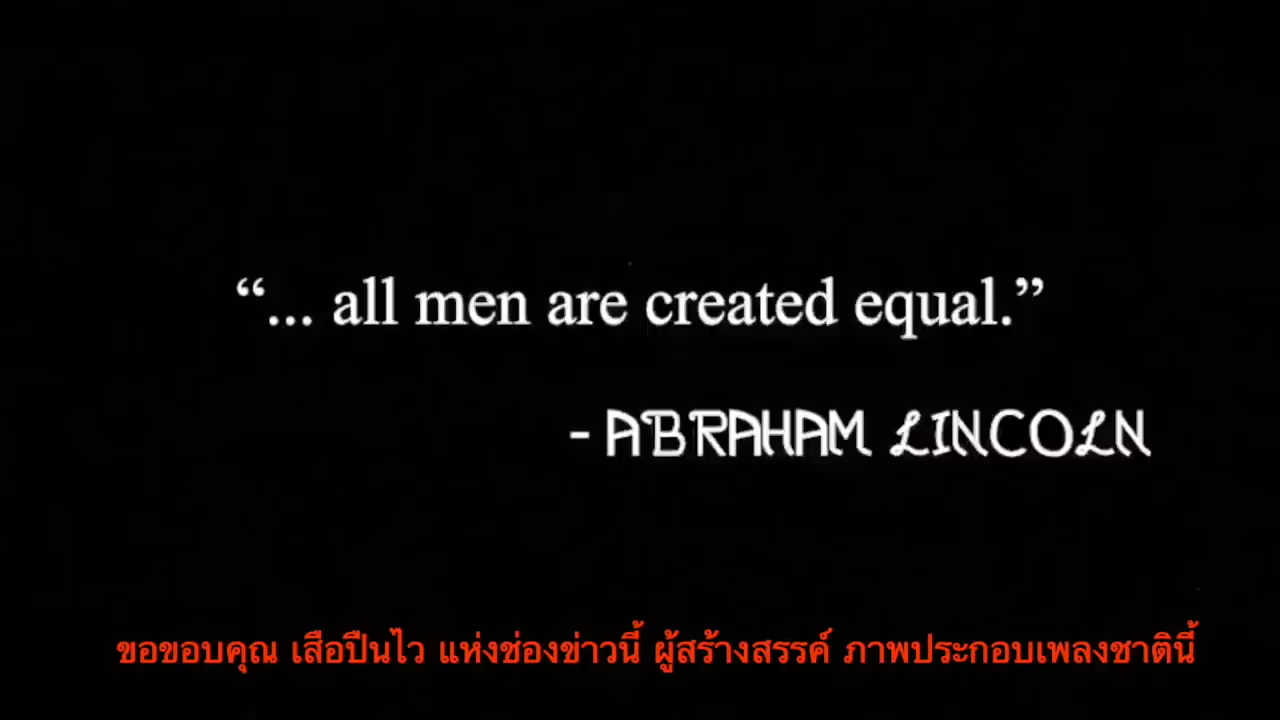 “... all men are created equal.”
- ABRAHAM LINCOLN
ขอขอบคุณ เสือปืนไว แห่งช่องข่าวนี้ ผู้สร้างสรรค์ ภาพประกอบเพลงชาตินี้